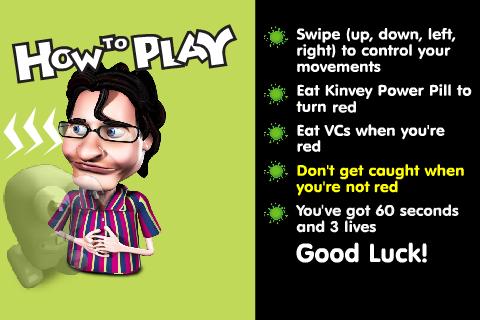 HOW TO PLAY
Swipe (up, down, left,
right) to control your
movements
Eat Kinvey Power Pill to
turn red
Eat VCs when you're
red
Don't get caught when
you're not red
You've got 60 seconds
and 3 lives
Good Luck!